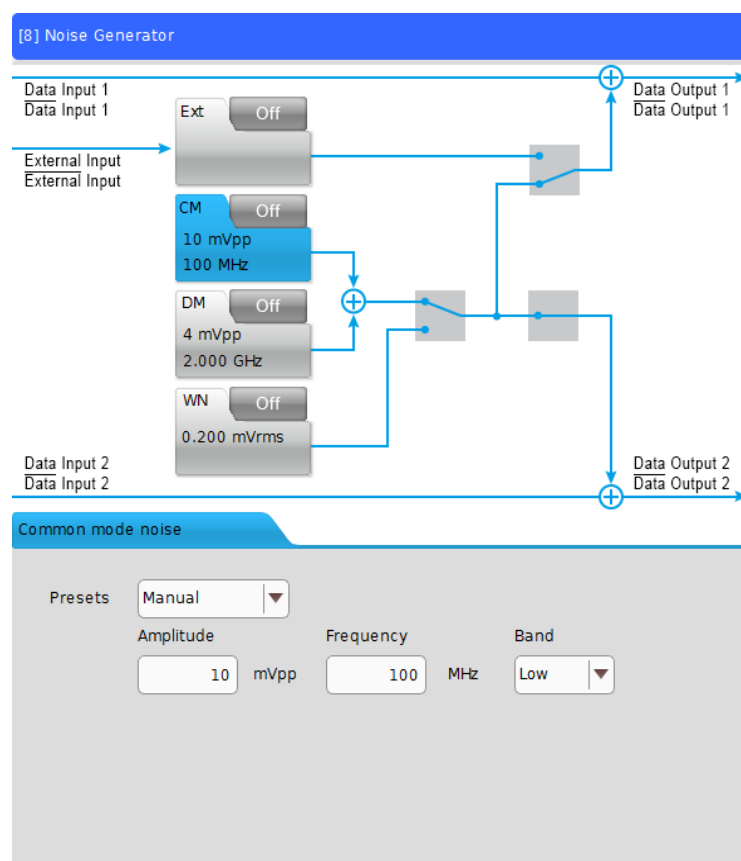 [8] Noise Generator
Data Input 1
Data Input 1
Data Output 1
Data Output 1
Ext
Off
External Input
External Input
CM
Off
10 mVpp
100 MHz
DM
Off
4 mVpp
2.000 GHz
WN
Off
0.200 mVrms
Data Input 2
Data Input 2
Data Output 2
Data Output 2
Common mode noise
Presets
Manual
Amplitude
Frequency
Band
10
mVpp
100
MHz
Low